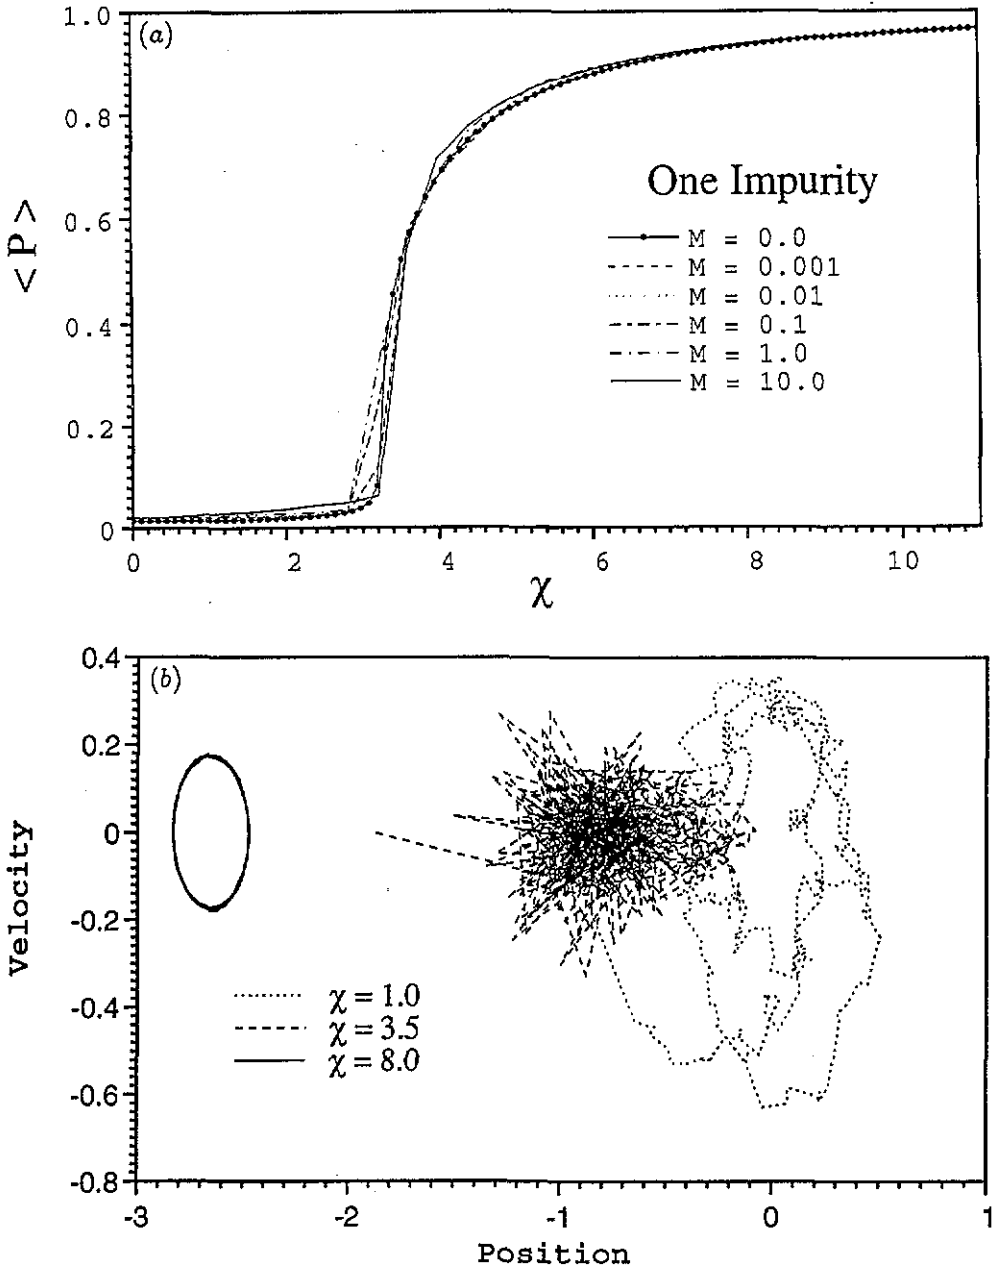 (a)
1.0
0.8
0.6
0.4
0.2
0
<P>
One Impurity
M = 0.0
M = 0.001
M = 0.01
M = 0.1
M = 1.0
M = 10.0
0 2 4 6 8 10
χ
(b)
0.4
0.2
0
-0.2
-0.4
-0.6
-0.8
Velocity
χ = 1.0
χ = 3.5
χ = 8.0
-3 -2 -1 0 1
Position